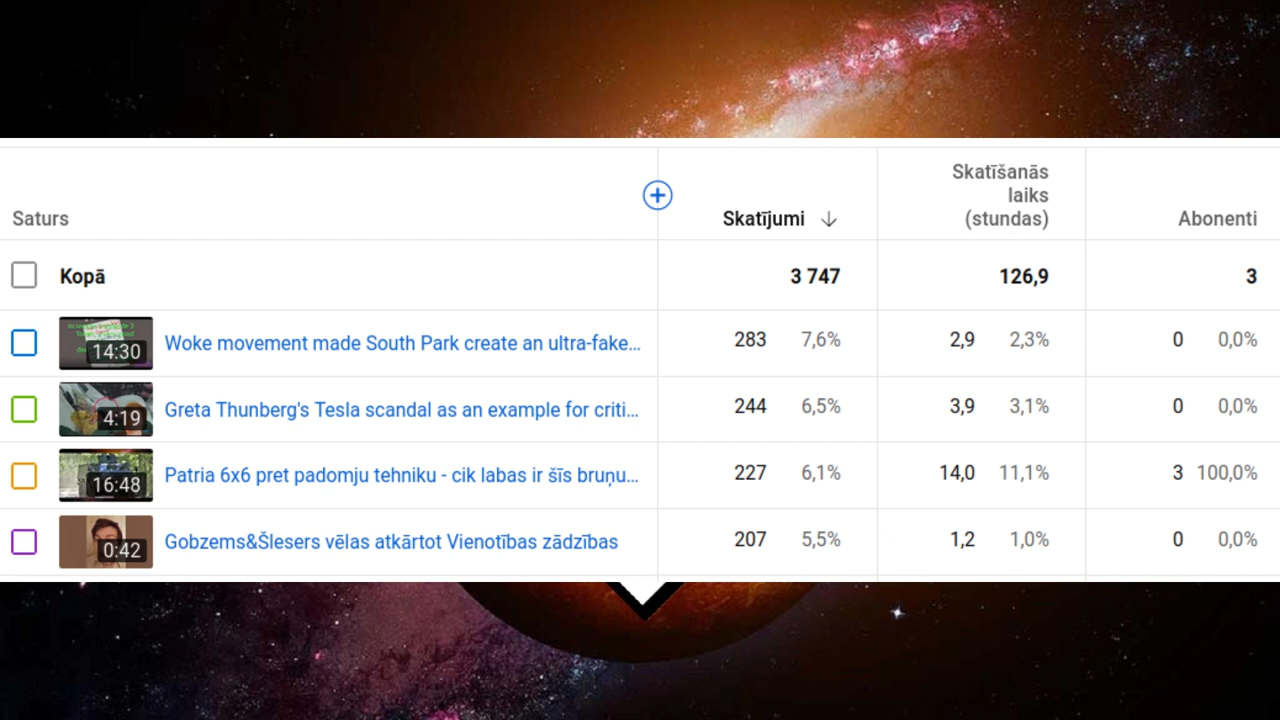 Saturs
Skatījumi
Skatīšanās
laiks
(stundas)
Abonenti
Kopā 3 747 126,9 3
14:30 Woke movement made South Park create an ultra-fake... 283 7,6% 2,9 2,3% 0 0,0%
4:19 Greta Thunberg's Tesla scandal as an example for criti... 244 6,5% 3,9 3,1% 0 0,0%
16:48 Patria 6x6 pret padomju tehniku - cik labas ir šīs bruņu... 227 6,1% 14,0 11,1% 3 100,0%
0:42 Gobzems&Šlesers vēlas atkārtot Vienotības zādzības 207 5,5% 1,2 1,0% 0 0,0%